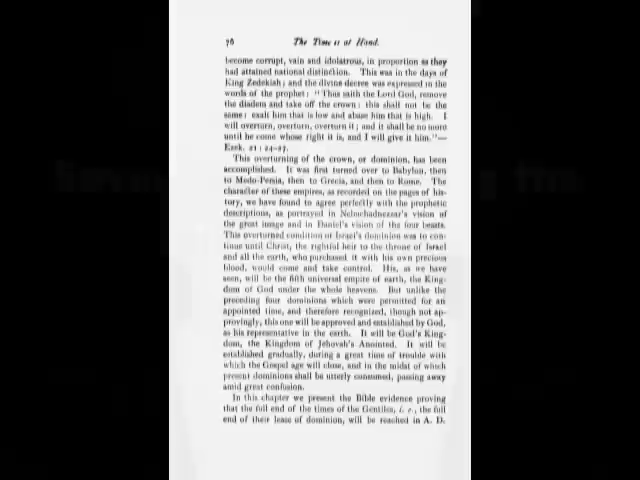 76 The Time is at Hand.
become corrupt, vain and idolatrous, in proportion as they
had attained national distinction. This was in the days of
King Zedekiah; and the divine decree was expressed in the
words of the prophet: "Thus saith the Lord God, remove
the diadem and take off the crown: this shall not be the
same: exalt him that is low and abase him that is high. I
will overturn, overturn, overturn it; and it shall be no more
until he come whose right it is, and I will give it him."—
Ezek. 21:24-27.
This overturning of the crown, or dominion, has been
accomplished. It was first turned over to Babylon, then
to Medo-Persia, then to Grecia, and then to Rome. The
character of these empires, as recorded on the pages of his-
tory, we have found to agree perfectly with the prophetic
descriptions, as portrayed in Nebuchadnezzar's vision of
the great image and in Daniel's vision of the four beasts.
This overturned condition of Israel's dominion was to con-
tinue until Christ, the rightful heir to the throne of Israel
and all the earth, who purchased it with his own precious
blood, would come and take control. His, as we have
seen, will be the fifth universal empire of earth, the King-
dom of God under the whole heavens. But unlike the
preceding four dominions which were permitted for an
appointed time, and therefore recognized, though not ap-
provingly, this one will be approved and established by God,
as his representative in the earth. It will be God's King-
dom, the Kingdom of Jehovah's Anointed. It will be
established gradually, during a great time of trouble with
which the Gospel age will close, and in the midst of which
present dominions shall be utterly consumed, passing away
amid great confusion.
In this chapter we present the Bible evidence proving
that the full end of the times of the Gentiles, i. e., the full
end of their lease of dominion, will be reached in A. D.